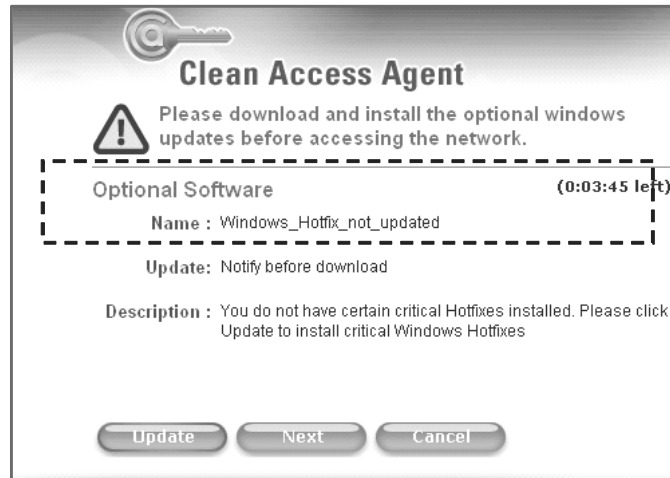 Clean Access Agent
Please download and install the optional windows
updates before accessing the network.
Optional Software (0:03:45 left)
Name : Windows_Hotfix_not_updated
Update: Notify before download
Description : You do not have certain critical Hotfixes installed. Please click
Update to install critical Windows Hotfixes
Update Next Cancel